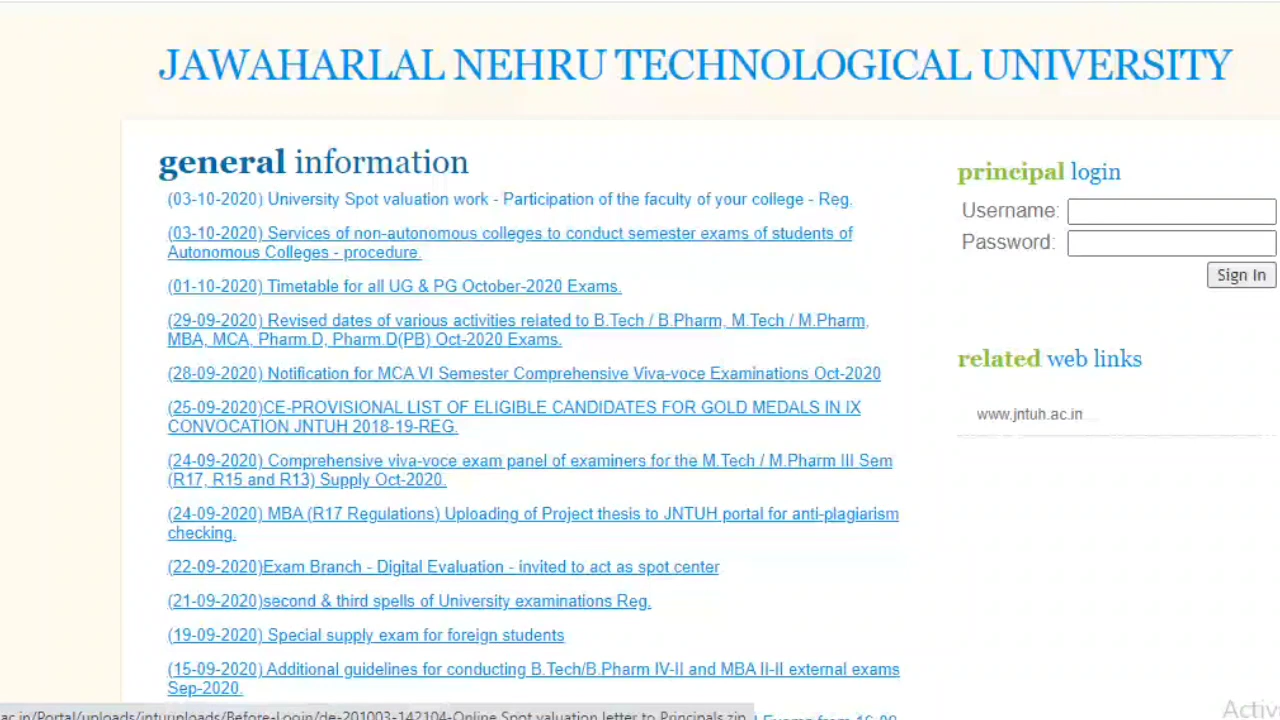 JAWAHARLAL NEHRU TECHNOLOGICAL UNIVERSITY
general information
(03-10-2020) University Spot valuation work - Participation of the faculty of your college - Reg.
(03-10-2020) Services of non-autonomous colleges to conduct semester exams of students of
Autonomous Colleges - procedure.
(01-10-2020) Timetable for all UG & PG October-2020 Exams.
(29-09-2020) Revised dates of various activities related to B.Tech / B.Pharm, M.Tech / M.Pharm,
MBA, MCA, Pharm.D, Pharm.D(PB) Oct-2020 Exams.
(28-09-2020) Notification for MCA VI Semester Comprehensive Viva-voce Examinations Oct-2020
(25-09-2020)CE-PROVISIONAL LIST OF ELIGIBLE CANDIDATES FOR GOLD MEDALS IN IX
CONVOCATION JNTUH 2018-19-REG.
(24-09-2020) Comprehensive viva-voce exam panel of examiners for the M.Tech / M.Pharm III Sem
(R17, R15 and R13) Supply Oct-2020.
(24-09-2020) MBA (R17 Regulations) Uploading of Project thesis to JNTUH portal for anti-plagiarism
checking.
(22-09-2020)Exam Branch - Digital Evaluation - invited to act as spot center
(21-09-2020)second & third spells of University examinations Reg.
(19-09-2020) Special supply exam for foreign students
(15-09-2020) Additional guidelines for conducting B.Tech/B.Pharm IV-II and MBA II-II external exams
Sep-2020.
principal login
Username:
Password:
Sign In
related web links
www.jntuh.ac.in
Activ